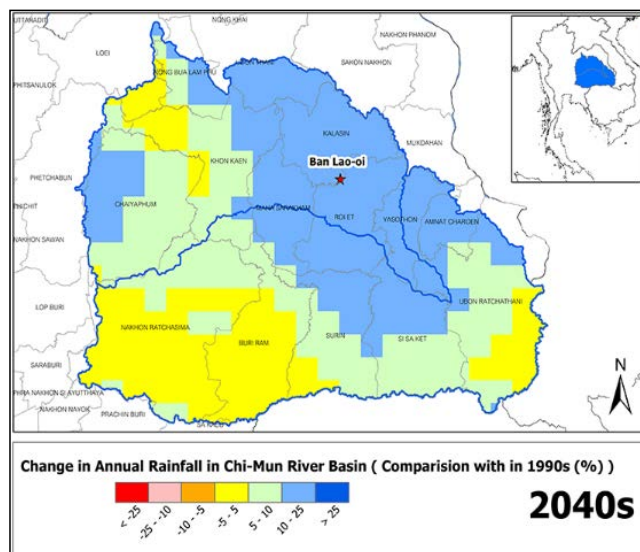 UTTARADIT
NONG KHAI
LOEI
NAKHON PHANOM
PHITSANULOK
NONG BUA LAM PHU
SAKON NAKHON
KALASIN
MUKDAHAN
Ban Lao-oi
KHON KAEN
PHETCHABUN
CHAIYAPHUM
ROI ET
YASOTHON
AMNAT CHAROEN
NAKHON SAWAN
LOP BURI
UBON RATCHATHANI
NAKHON RATCHASIMA
BURI RAM
SURIN
SI SA KET
SARABURI
PHRA NAKHON SI AYUTTHAYA
NAKHON NAYOK
PRACHIN BURI
N
Change in Annual Rainfall in Chi-Mun River Basin ( Comparision with in 1990s (%) )
< -25
-25 - -10
-10 - -5
-5 - 5
5 - 10
10 - 25
> 25
2040s